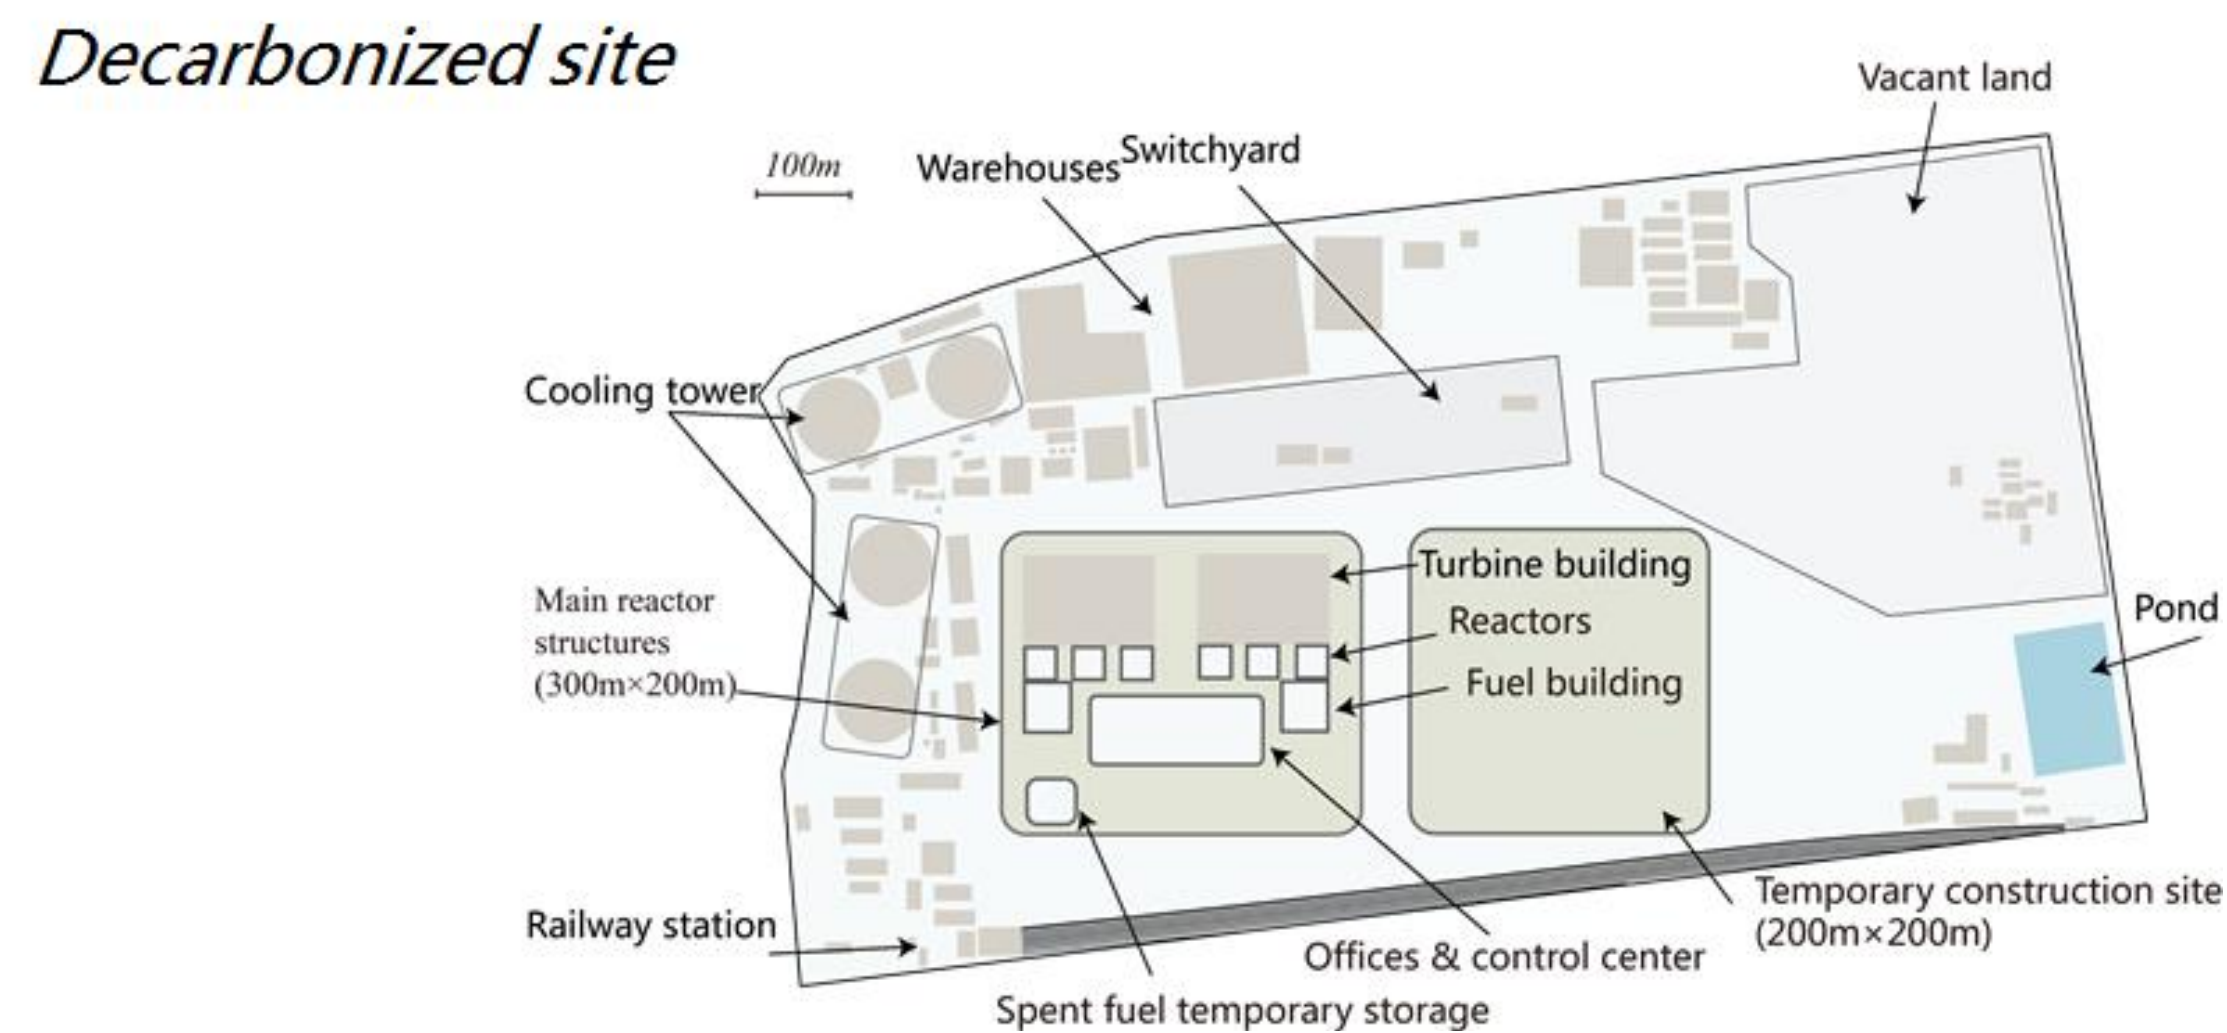 Decarbonized site
Vacant land
100m
Warehouses
Switchyard
Cooling tower
Turbine building
Main reactor
structures
(300m×200m)
Reactors
Pond
Fuel building
Railway station
Temporary construction site
(200m×200m)
Offices & control center
Spent fuel temporary storage